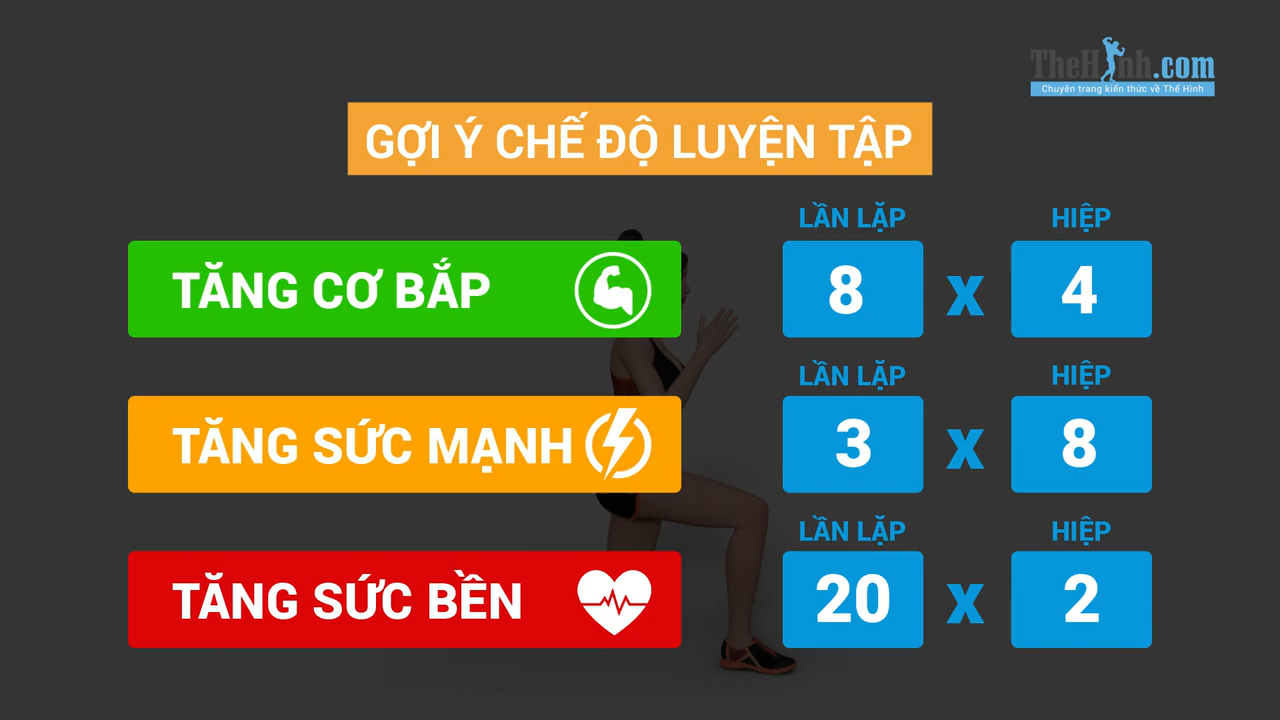 TheHình.com
Chuyên trang kiến thức về Thể Hình
GỢI Ý CHẾ ĐỘ LUYỆN TẬP
LẦN LẶP HIỆP
TĂNG CƠ BẮP 8 x 4
LẦN LẶP HIỆP
TĂNG SỨC MẠNH 3 x 8
LẦN LẶP HIỆP
TĂNG SỨC BỀN 20 x 2